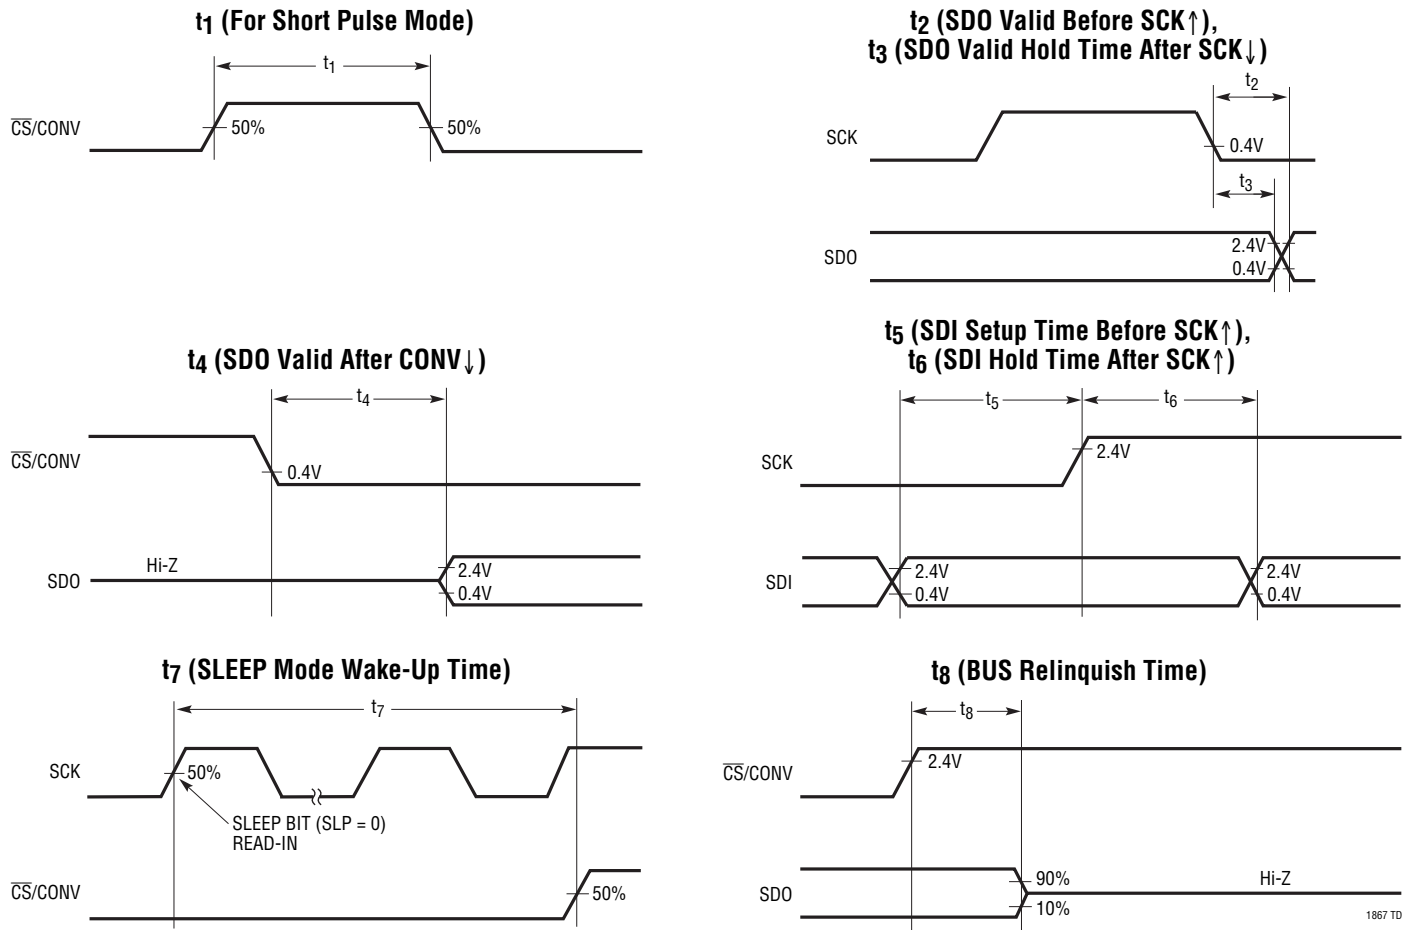 t1 (For Short Pulse Mode)
t1
CS/CONV
50%
50%
t2 (SDO Valid Before SCK↑),
t3 (SDO Valid Hold Time After SCK↓)
t2
SCK
0.4V
t3
SDO
2.4V
0.4V
t4 (SDO Valid After CONV↓)
t4
CS/CONV
0.4V
Hi-Z
SDO
2.4V
0.4V
t5 (SDI Setup Time Before SCK↑),
t6 (SDI Hold Time After SCK↑)
t5
t6
SCK
2.4V
SDI
2.4V
0.4V
2.4V
0.4V
t7 (SLEEP Mode Wake-Up Time)
t7
SCK
50%
SLEEP BIT (SLP = 0)
READ-IN
CS/CONV
50%
t8 (BUS Relinquish Time)
t8
CS/CONV
2.4V
SDO
90%
10%
Hi-Z
1867 TD